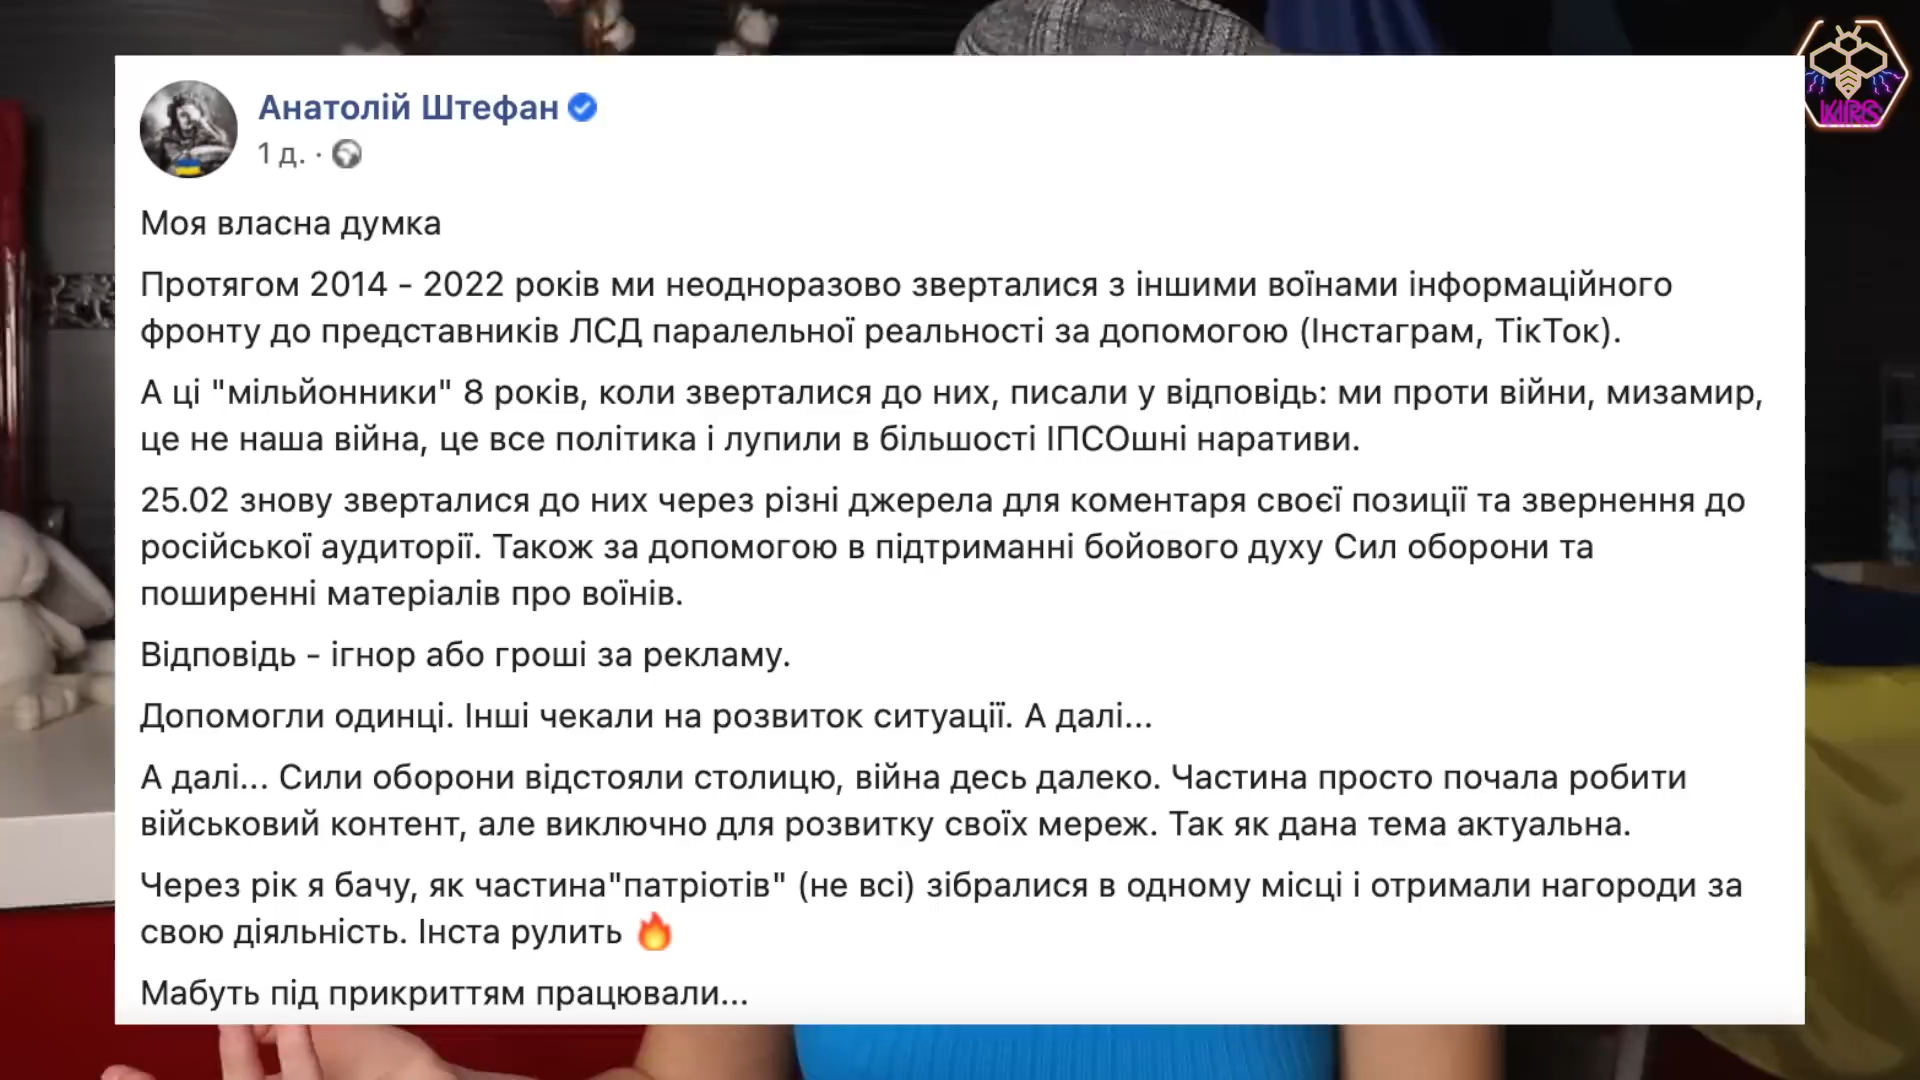 KIRS
Анатолій Штефан
1 д. ·
Моя власна думка
Протягом 2014 - 2022 років ми неодноразово зверталися з іншими воїнами інформаційного
фронту до представників ЛСД паралельної реальності за допомогою (Інстаграм, ТікТок).
А ці "мільйонники" 8 років, коли зверталися до них, писали у відповідь: ми проти війни, мизамир,
це не наша війна, це все політика і лупили в більшості ІПСОшні наративи.
25.02 знову зверталися до них через різні джерела для коментаря своєї позиції та звернення до
російської аудиторії. Також за допомогою в підтриманні бойового духу Сил оборони та
поширенні матеріалів про воїнів.
Відповідь - ігнор або гроші за рекламу.
Допомогли одинці. Інші чекали на розвиток ситуації. А далі...
А далі... Сили оборони відстояли столицю, війна десь далеко. Частина просто почала робити
військовий контент, але виключно для розвитку своїх мереж. Так як дана тема актуальна.
Через рік я бачу, як частина"патріотів" (не всі) зібралися в одному місці і отримали нагороди за
свою діяльність. Інста рулить 🔥
Мабуть під прикриттям працювали...